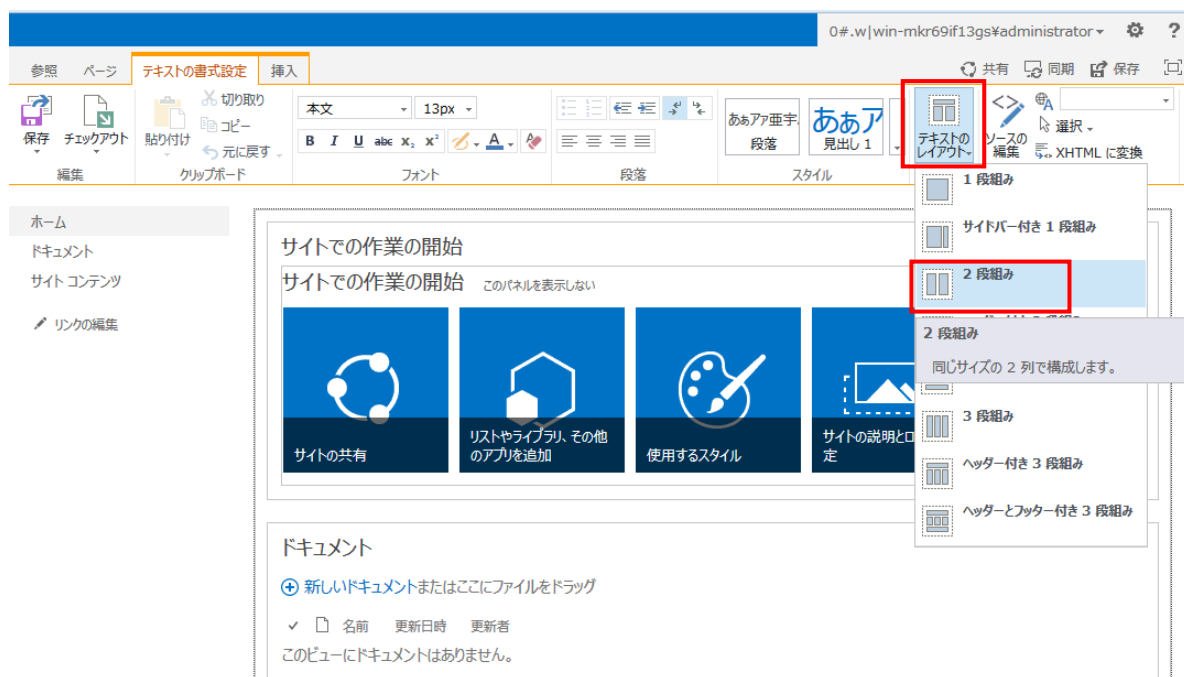 0#.w|win-mkr69if13gs¥administrator ?
参照 ページ テキストの書式設定 挿入 共有 同期 保存
保存 チェックアウト 貼り付け 切り取り コピー 元に戻す 本文 13px あぁアァ亜宇. 段落 あぁア 見出し 1 テキストの レイアウト ソースの 編集 選択 XHTML に変換
B I U abc x₂ x²
編集 クリップボード フォント 段落 スタイル
1 段組み
サイドバー付き 1 段組み
2 段組み
2 段組み
同じサイズの 2 列で構成します。
3 段組み
ヘッダー付き 3 段組み
ヘッダーとフッター付き 3 段組み
ホーム
ドキュメント
サイト コンテンツ
リンクの編集
サイトでの作業の開始
サイトでの作業の開始 このパネルを表示しない
サイトの共有
リストやライブラリ、その他
のアプリを追加
使用するスタイル
サイトの説明とロ
定
ドキュメント
新しいドキュメントまたはここにファイルをドラッグ
名前 更新日時 更新者
このビューにドキュメントはありません。